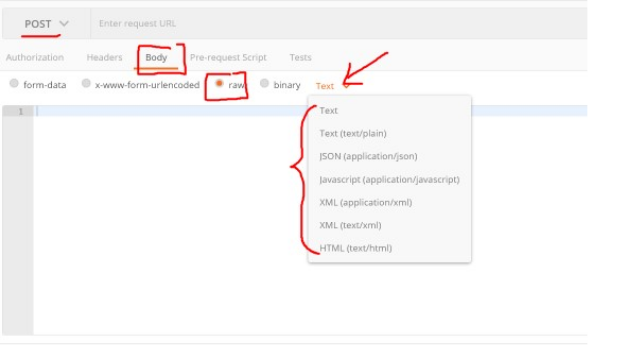 POST Enter request URL
Authorization Headers Body Pre-request Script Tests
form-data x-www-form-urlencoded raw binary Text
1
Text
Text (text/plain)
JSON (application/json)
Javascript (application/javascript)
XML (application/xml)
XML (text/xml)
HTML (text/html)